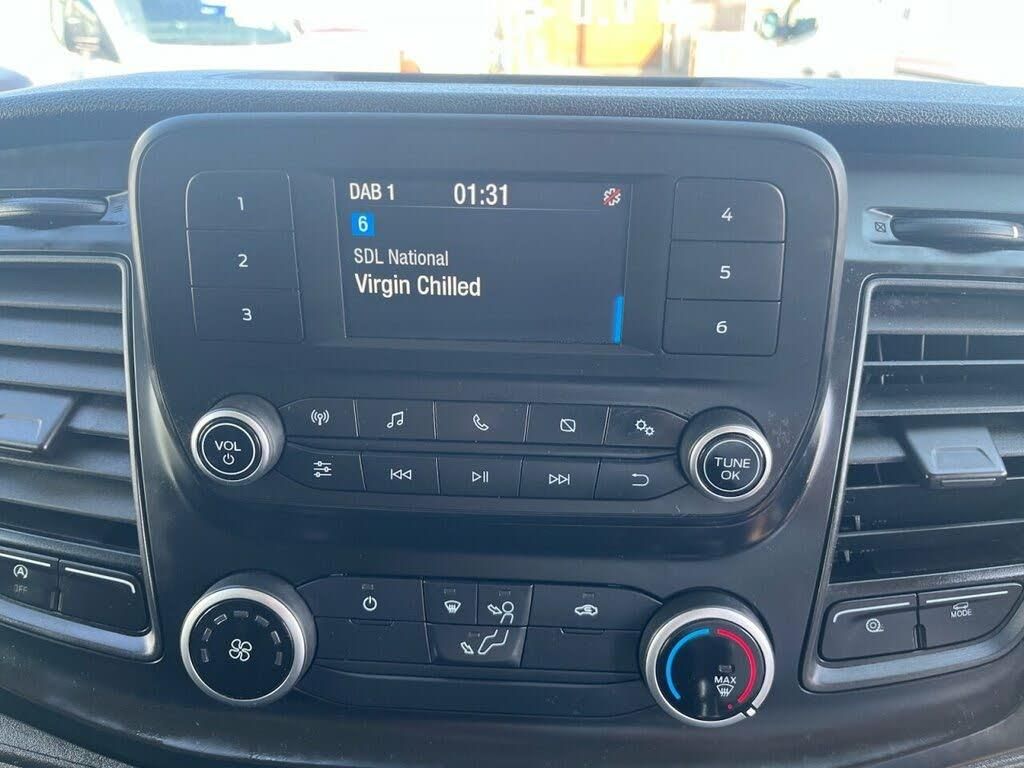 DAB 1 01:31
6
SDL National
Virgin Chilled
1
2
3
4
5
6
VOL
TUNE
OK
A
OFF
MAX
MODE